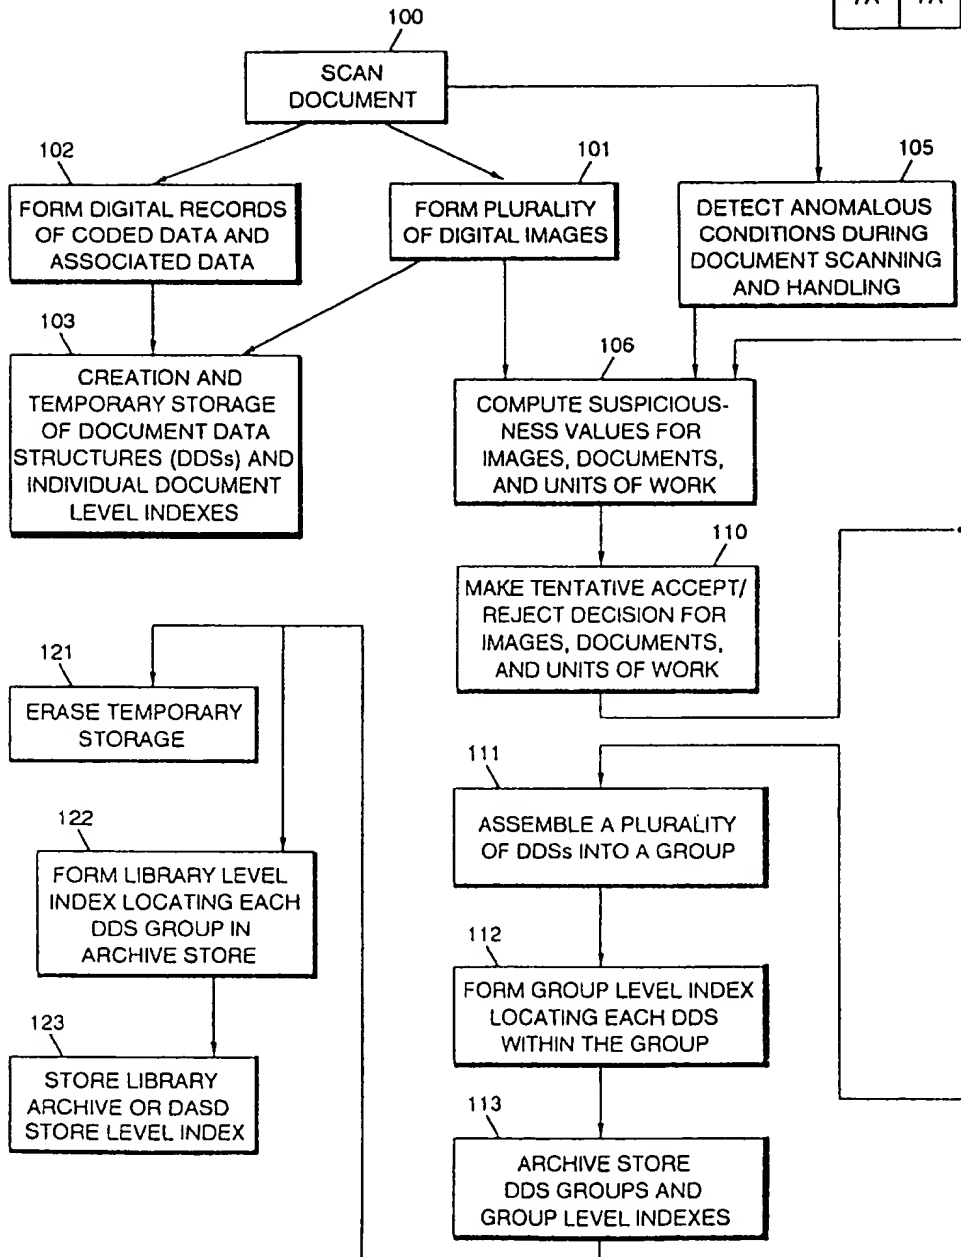 100
SCAN
DOCUMENT
102
101
105
FORM DIGITAL RECORDS
OF CODED DATA AND
ASSOCIATED DATA
FORM PLURALITY
OF DIGITAL IMAGES
DETECT ANOMALOUS
CONDITIONS DURING
DOCUMENT SCANNING
AND HANDLING
103
CREATION AND
TEMPORARY STORAGE
OF DOCUMENT DATA
STRUCTURES (DDSs) AND
INDIVIDUAL DOCUMENT
LEVEL INDEXES
106
COMPUTE SUSPICIOUS-
NESS VALUES FOR
IMAGES, DOCUMENTS,
AND UNITS OF WORK
110
MAKE TENTATIVE ACCEPT/
REJECT DECISION FOR
IMAGES, DOCUMENTS,
AND UNITS OF WORK
121
ERASE TEMPORARY
STORAGE
111
ASSEMBLE A PLURALITY
OF DDSs INTO A GROUP
122
FORM LIBRARY LEVEL
INDEX LOCATING EACH
DDS GROUP IN
ARCHIVE STORE
112
FORM GROUP LEVEL INDEX
LOCATING EACH DDS
WITHIN THE GROUP
123
STORE LIBRARY
ARCHIVE OR DASD
STORE LEVEL INDEX
113
ARCHIVE STORE
DDS GROUPS AND
GROUP LEVEL INDEXES